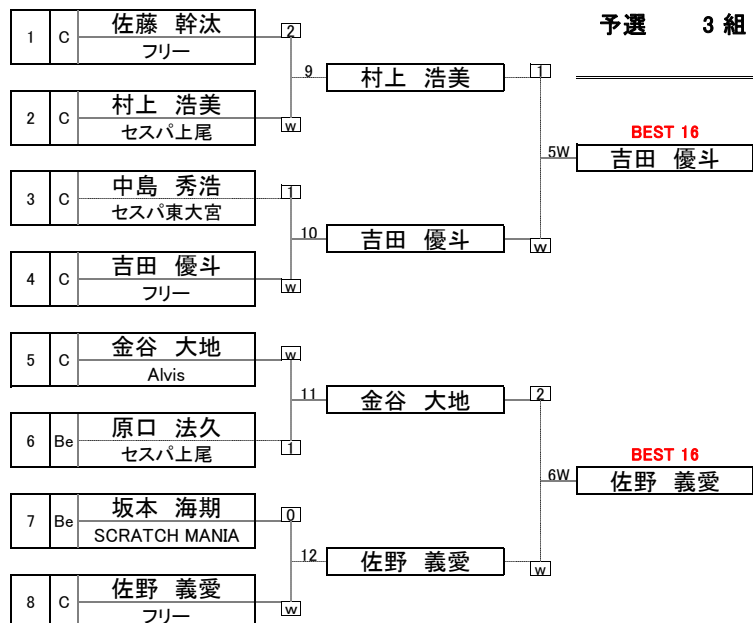 予選 3 組
1 C 佐藤 幹汰 2
フリー
9 村上 浩美 1
2 C 村上 浩美 w
セスパ上尾
BEST 16
5W 吉田 優斗
3 C 中島 秀浩 1
セスパ東大宮
10 吉田 優斗 w
4 C 吉田 優斗 w
フリー
5 C 金谷 大地 w
Alvis
11 金谷 大地 2
6 Be 原口 法久 1
セスパ上尾
BEST 16
6W 佐野 義愛
7 Be 坂本 海期 0
SCRATCH MANIA
12 佐野 義愛 w
8 C 佐野 義愛 w
フリー